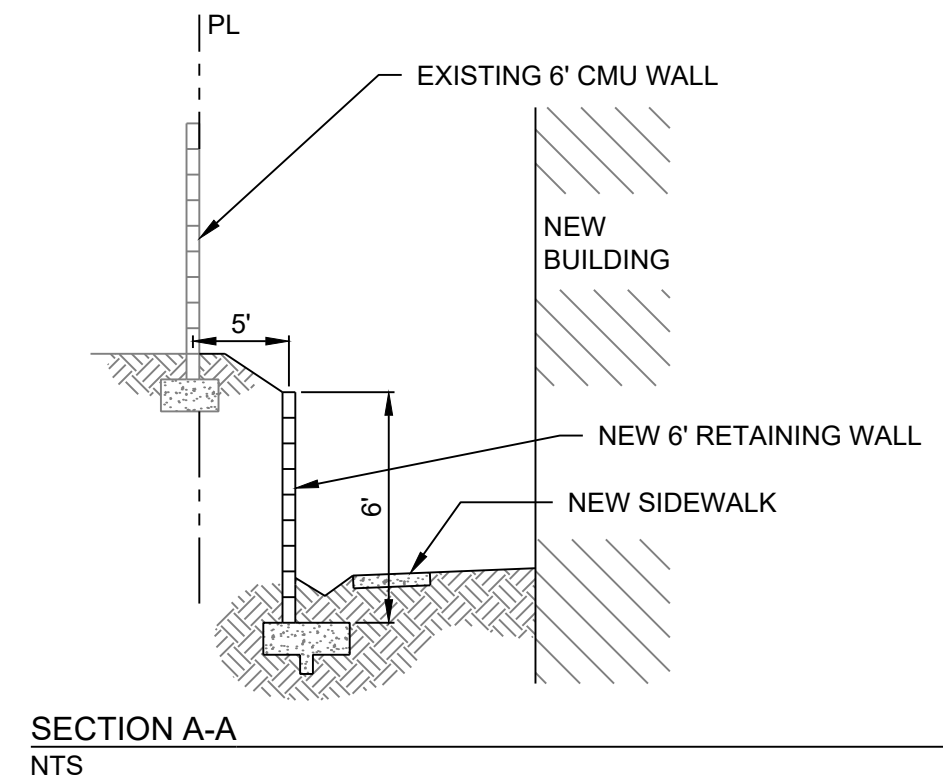 PL
EXISTING 6' CMU WALL
NEW
BUILDING
5'
NEW 6' RETAINING WALL
6'
NEW SIDEWALK
SECTION A-A
NTS